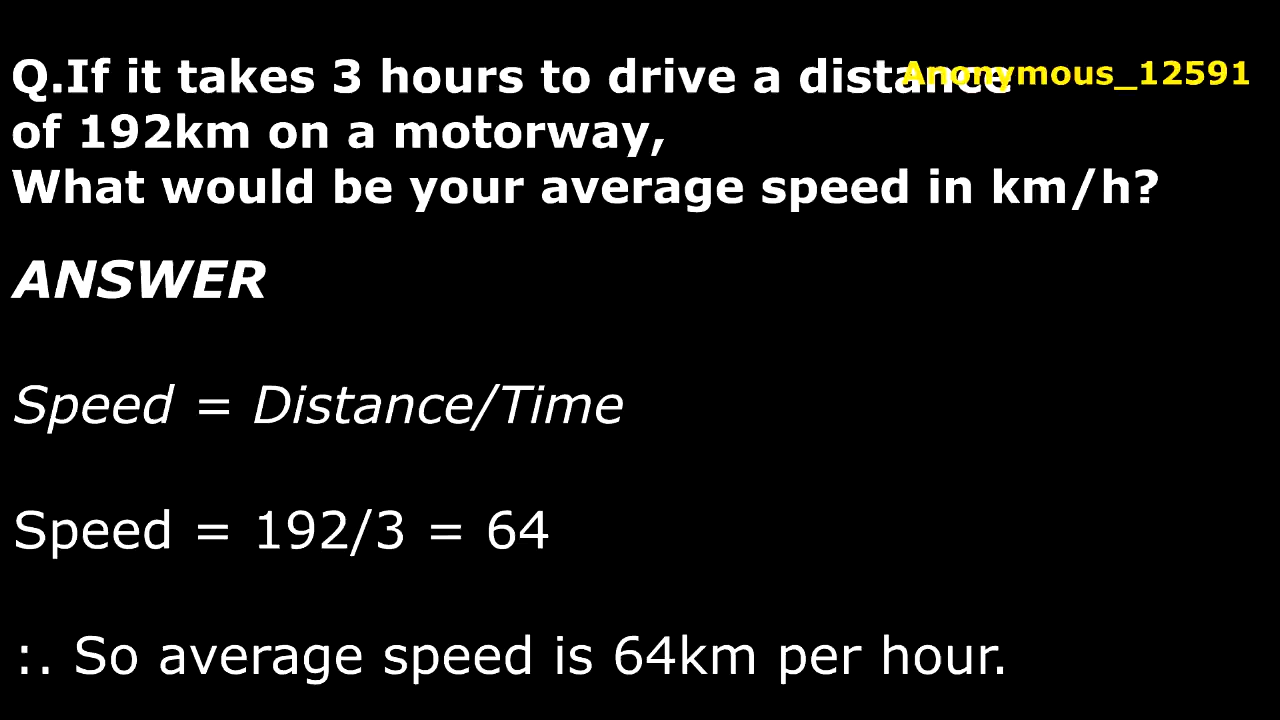 Q.If it takes 3 hours to drive a distance
Anonymous_12591
of 192km on a motorway,
What would be your average speed in km/h?
ANSWER
Speed = Distance/Time
Speed = 192/3 = 64
:. So average speed is 64km per hour.